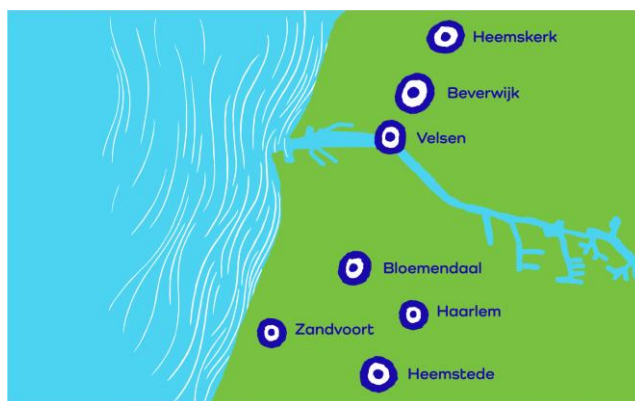 Heemskerk
Beverwijk
Velsen
Bloemendaal
Haarlem
Zandvoort
Heemstede